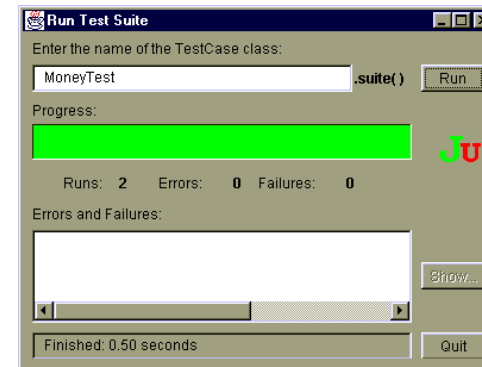 Run Test Suite
Enter the name of the TestCase class:
MoneyTest .suite() Run
Progress:
JU
Runs: 2 Errors: 0 Failures: 0
Errors and Failures:
Show...
Finished: 0.50 seconds Quit